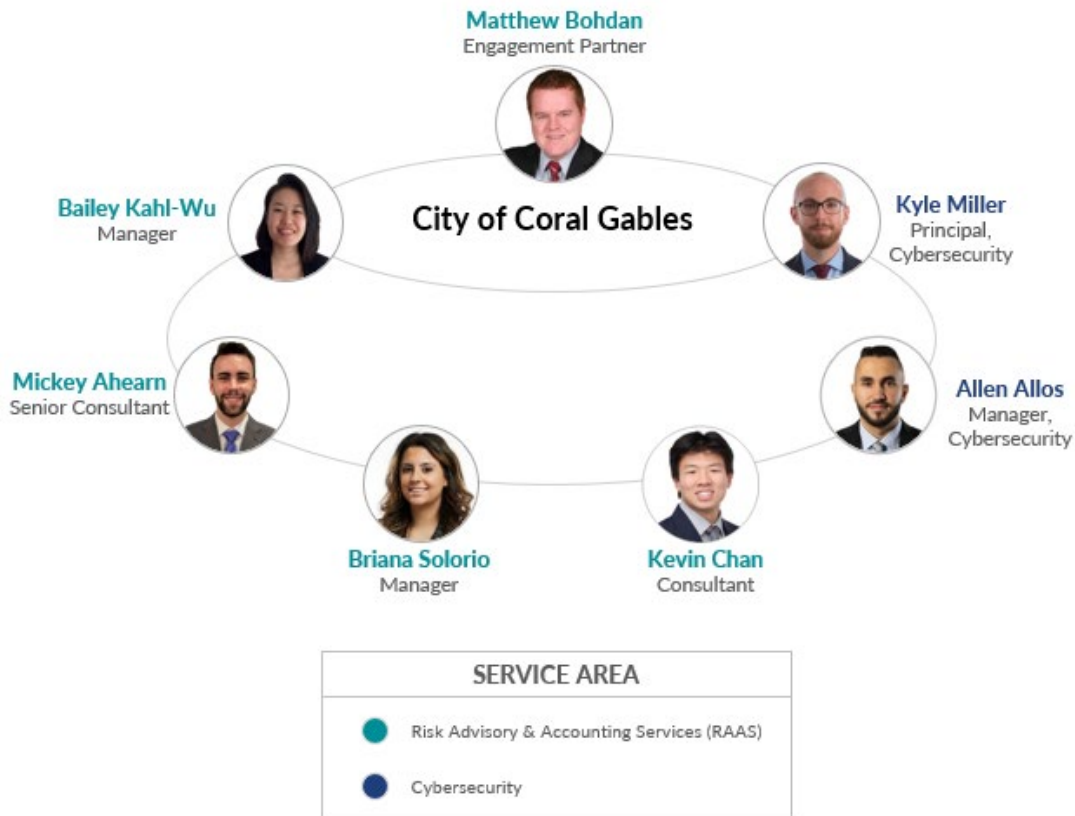 Matthew Bohdan
Engagement Partner
Bailey Kahl-Wu
Manager
City of Coral Gables
Kyle Miller
Principal,
Cybersecurity
Mickey Ahearn
Senior Consultant
Allen Allos
Manager,
Cybersecurity
Briana Solorio
Manager
Kevin Chan
Consultant
SERVICE AREA
Risk Advisory & Accounting Services (RAAS)
Cybersecurity